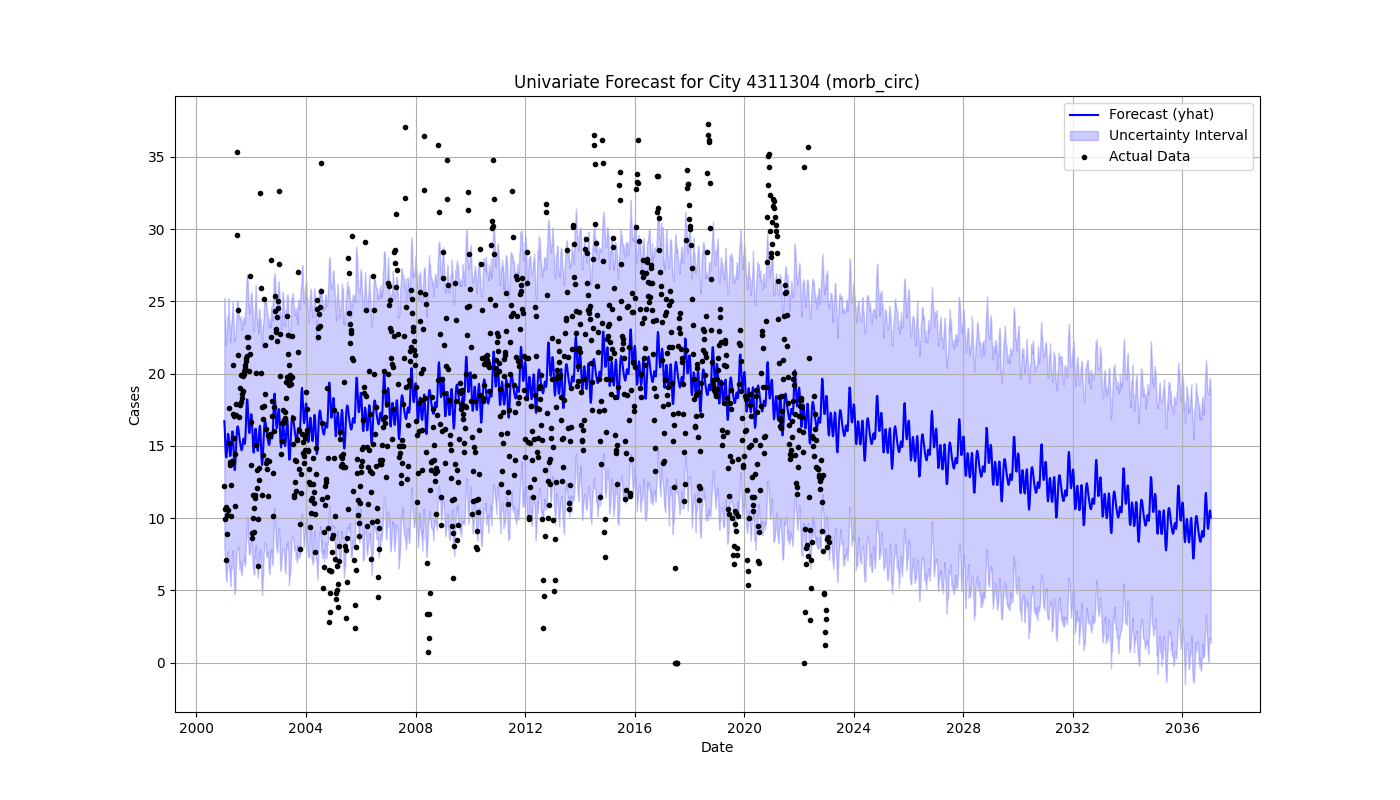 Univariate Forecast for City 4311304 (morb_circ)
Forecast (yhat)
Uncertainty Interval
Actual Data
Cases
35
30
25
20
15
10
5
0
2000 2004 2008 2012 2016 2020 2024 2028 2032 2036
Date